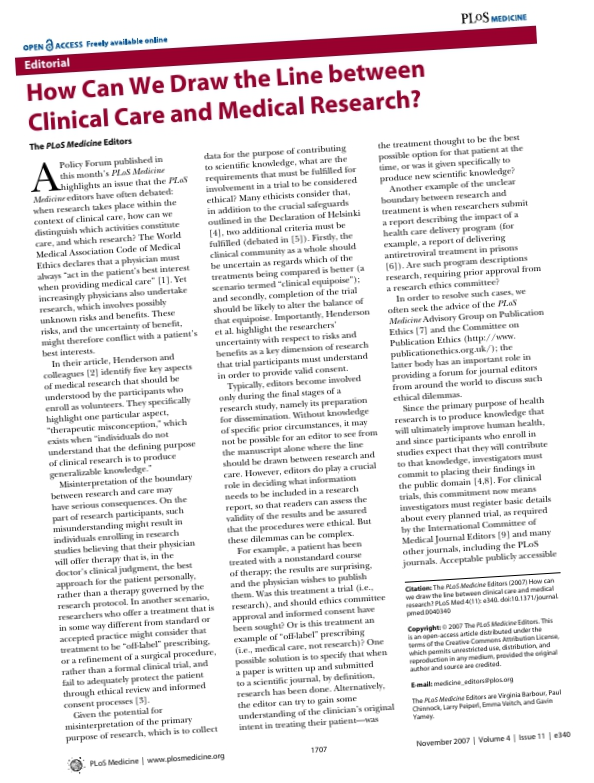 PLoS MEDICINE
OPEN ACCESS Freely available online
Editorial
How Can We Draw the Line between
Clinical Care and Medical Research?
The PLoS Medicine Editors
A Policy Forum published in
this month's PLoS Medicine
highlights an issue that the PLoS
Medicine editors have often debated:
when research takes place within the
context of clinical care, how can we
distinguish which activities constitute
care, and which research? The World
Medical Association Code of Medical
Ethics declares that a physician must
always "act in the patient's best interest
when providing medical care" [1]. Yet
increasingly physicians also undertake
research, which involves possibly
unknown risks and benefits. These
risks, and the uncertainty of benefit,
might therefore conflict with a patient's
best interests.
In their article, Henderson and
colleagues [2] identify five key aspects
of medical research that should be
understood by the participants who
enroll as volunteers. They specifically
highlight one particular aspect,
"therapeutic misconception," which
exists when "individuals do not
understand that the defining purpose
of clinical research is to produce
generalizable knowledge."
Misinterpretation of the boundary
between research and care may
have serious consequences. On the
part of research participants, such
misunderstanding might result in
individuals enrolling in research
studies believing that their physician
will offer therapy that is, in the
doctor's clinical judgment, the best
approach for the patient personally,
rather than a therapy governed by the
research protocol. In another scenario,
researchers who offer a treatment that is
in some way different from standard or
accepted practice might consider that
treatment to be "off-label" prescribing,
or a refinement of a surgical procedure,
rather than a formal clinical trial, and
fail to adequately protect the patient
through ethical review and informed
consent processes [3].
Given the potential for
misinterpretation of the primary
purpose of research, which is to collect
data for the purpose of contributing
to scientific knowledge, what are the
requirements that must be fulfilled for
involvement in a trial to be considered
ethical? Many ethicists consider that,
in addition to the crucial safeguards
outlined in the Declaration of Helsinki
[4], two additional criteria must be
fulfilled (debated in [5]). Firstly, the
clinical community as a whole should
be uncertain as regards which of the
treatments being compared is better (a
scenario termed "clinical equipoise");
and secondly, completion of the trial
should be likely to alter the balance of
that equipoise. Importantly, Henderson
et al. highlight the researchers'
uncertainty with respect to risks and
benefits as a key dimension of research
that trial participants must understand
in order to provide valid consent.
Typically, editors become involved
only during the final stages of a
research study, namely its preparation
for dissemination. Without knowledge
of specific prior circumstances, it may
not be possible for an editor to see from
the manuscript alone where the line
should be drawn between research and
care. However, editors do play a crucial
role in deciding what information
needs to be included in a research
report, so that readers can assess the
validity of the results and be assured
that the procedures were ethical. But
these dilemmas can be complex.
For example, a patient has been
treated with a nonstandard course
of therapy; the results are surprising,
and the physician wishes to publish
them. Was this treatment a trial (i.e.,
research), and should ethics committee
approval and informed consent have
been sought? Or is this treatment an
example of "off-label" prescribing
(i.e., medical care, not research)? One
possible solution is to specify that when
a paper is written up and submitted
to a scientific journal, by definition,
research has been done. Alternatively,
the editor can try to gain some
understanding of the clinician's original
intent in treating their patient—was
the treatment thought to be the best
possible option for that patient at the
time, or was it given specifically to
produce new scientific knowledge?
Another example of the unclear
boundary between research and
treatment is when researchers submit
a report describing the impact of a
health care delivery program (for
example, a report of delivering
antiretroviral treatment in prisons
[6]). Are such program descriptions
research, requiring prior approval from
a research ethics committee?
In order to resolve such cases, we
often seek the advice of the PLoS
Medicine Advisory Group on Publication
Ethics [7] and the Committee on
Publication Ethics (http://www.
publicationethics.org.uk/); the
latter body has an important role in
providing a forum for journal editors
from around the world to discuss such
ethical dilemmas.
Since the primary purpose of health
research is to produce knowledge that
will ultimately improve human health,
and since participants who enroll in
studies expect that they will contribute
to that knowledge, investigators must
commit to placing their findings in
the public domain [4,8]. For clinical
trials, this commitment now means
investigators must register basic details
about every planned trial, as required
by the International Committee of
Medical Journal Editors [9] and many
other journals, including the PLoS
journals. Acceptable publicly accessible
Citation: The PLoS Medicine Editors (2007) How can
we draw the line between clinical care and medical
research? PLoS Med 4(11): e340. doi:10.1371/journal.
pmed.0040340
Copyright: © 2007 The PLoS Medicine Editors. This
is an open-access article distributed under the
terms of the Creative Commons Attribution License,
which permits unrestricted use, distribution, and
reproduction in any medium, provided the original
author and source are credited.
E-mail: medicine_editors@plos.org
The PLoS Medicine Editors are Virginia Barbour, Paul
Chinnock, Larry Peiperl, Emma Veitch, and Gavin
Yamey.
PLoS Medicine | www.plosmedicine.org
1707
November 2007 | Volume 4 | Issue 11 | e340